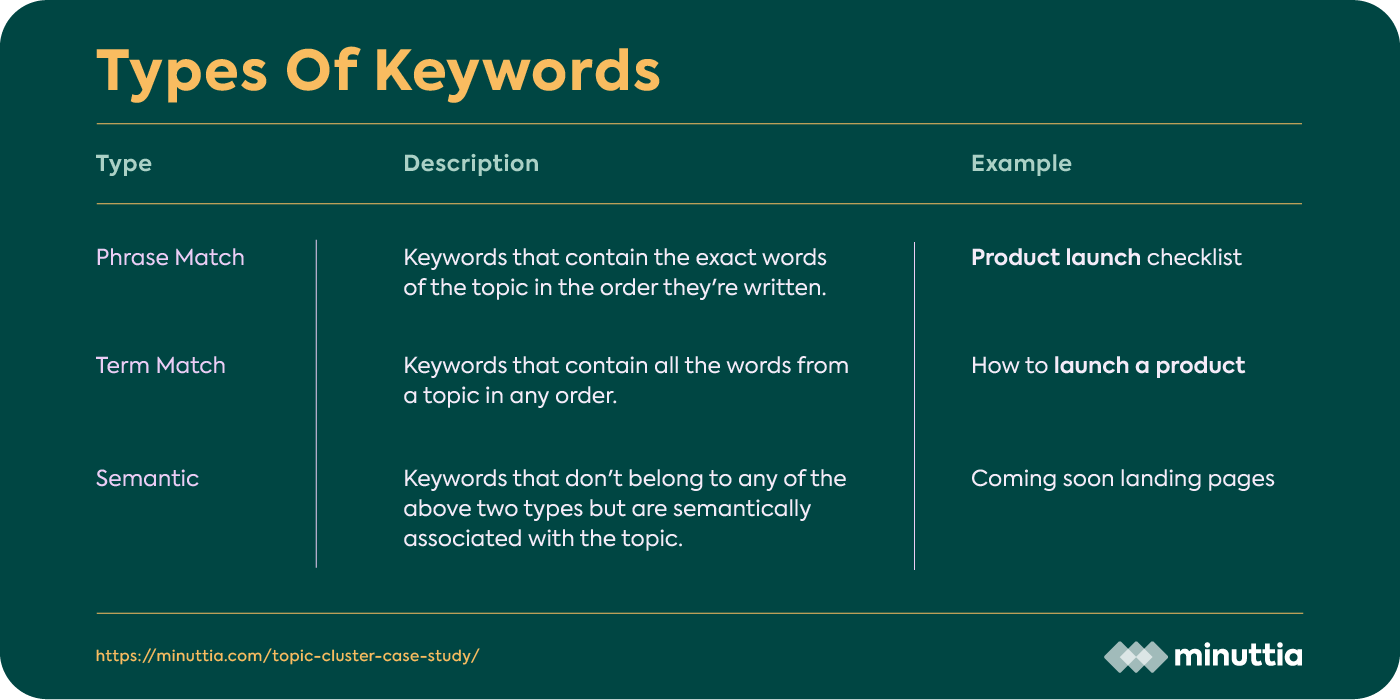 Types Of Keywords
Type Description Example
Phrase Match
Keywords that contain the exact words
of the topic in the order they're written.
Product launch checklist
Term Match
Keywords that contain all the words from
a topic in any order.
How to launch a product
Semantic
Keywords that don't belong to any of the
above two types but are semantically
associated with the topic.
Coming soon landing pages
https://minuttia.com/topic-cluster-case-study/
minuttia